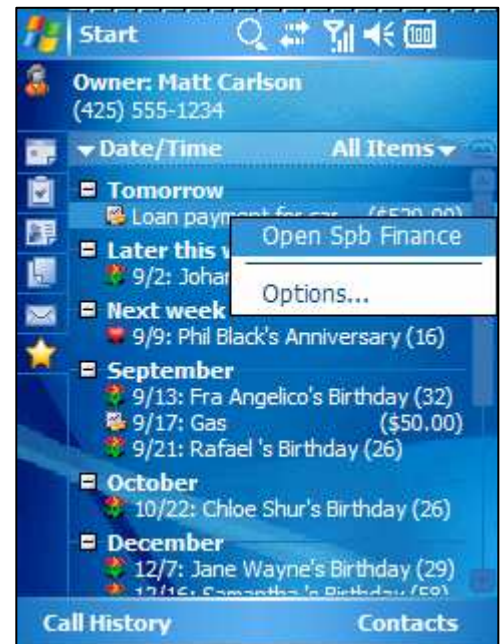 Start
100
Owner: Matt Carlson
(425) 555-1234
Date/Time All Items
Tomorrow
Loan payment for car
Open Spb Finance
Later this
9/2:
Options...
Next week
9/9: Phil Black's Anniversary (16)
September
9/13: Fra Angelico's Birthday (32)
9/17: Gas ($50.00)
9/21: Rafael 's Birthday (26)
October
10/22: Chloe Shur's Birthday (26)
December
12/7: Jane Wayne's Birthday (29)
Call History Contacts